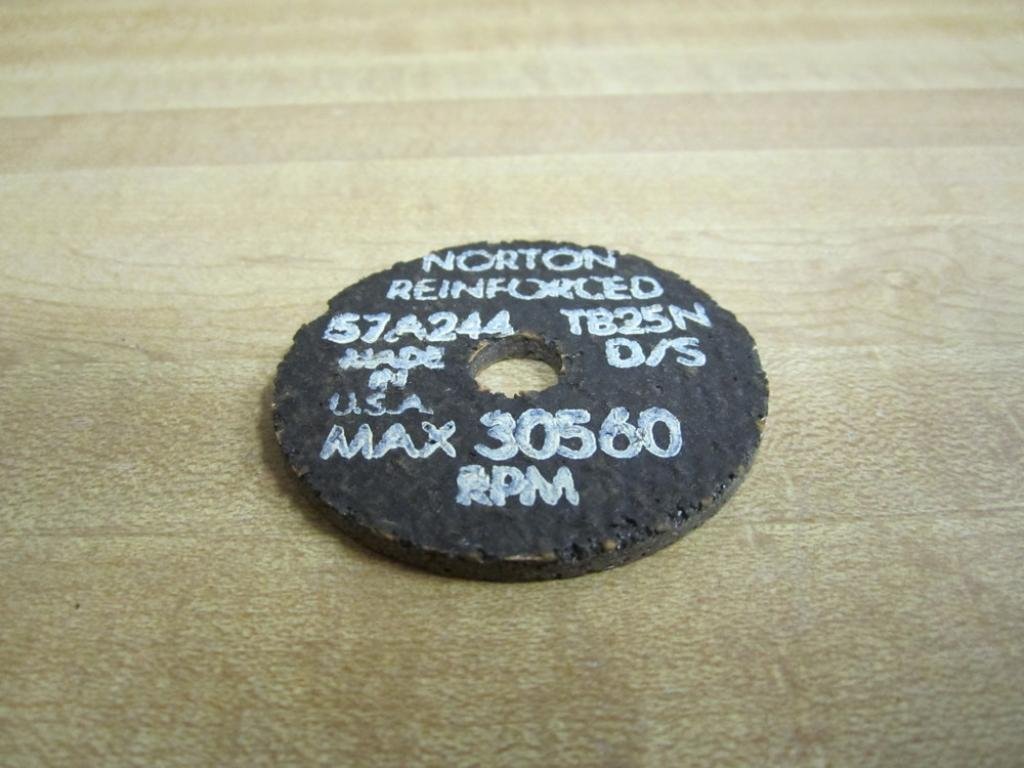 NORTON
REINFORCED
57A244 TB25N
MADE D/S
IN
U.S.A.
MAX 30560
RPM